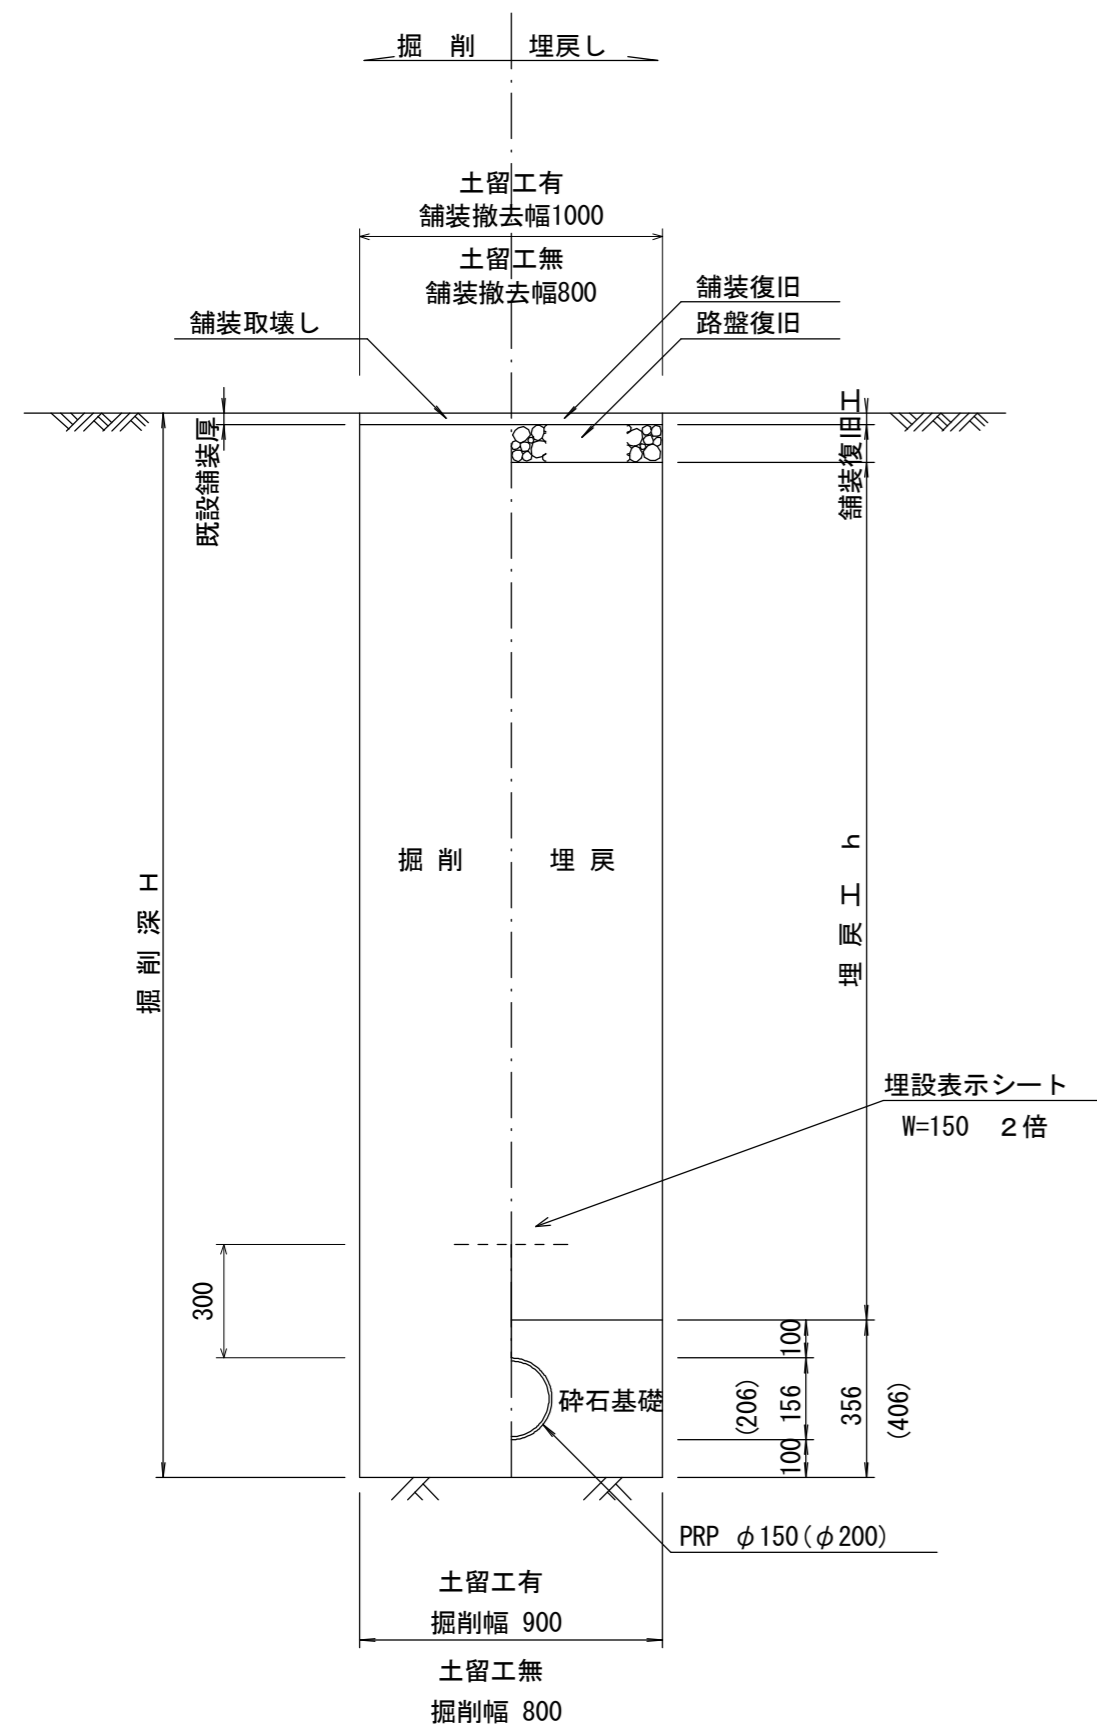 掘　削
埋戻し
土留工有
舗装撤去幅1000
土留工無
舗装撤去幅800
舗装復旧
路盤復旧
舗装取壊し
既設舗装厚
舗装復旧工
掘 削
埋 戻
掘 削 深 H
埋 戻 工 h
埋設表示シート
W=150　２倍
300
100
砕石基礎
(206)
156
356
(406)
100
PRP φ150(φ200)
土留工有
掘削幅 900
土留工無
掘削幅 800